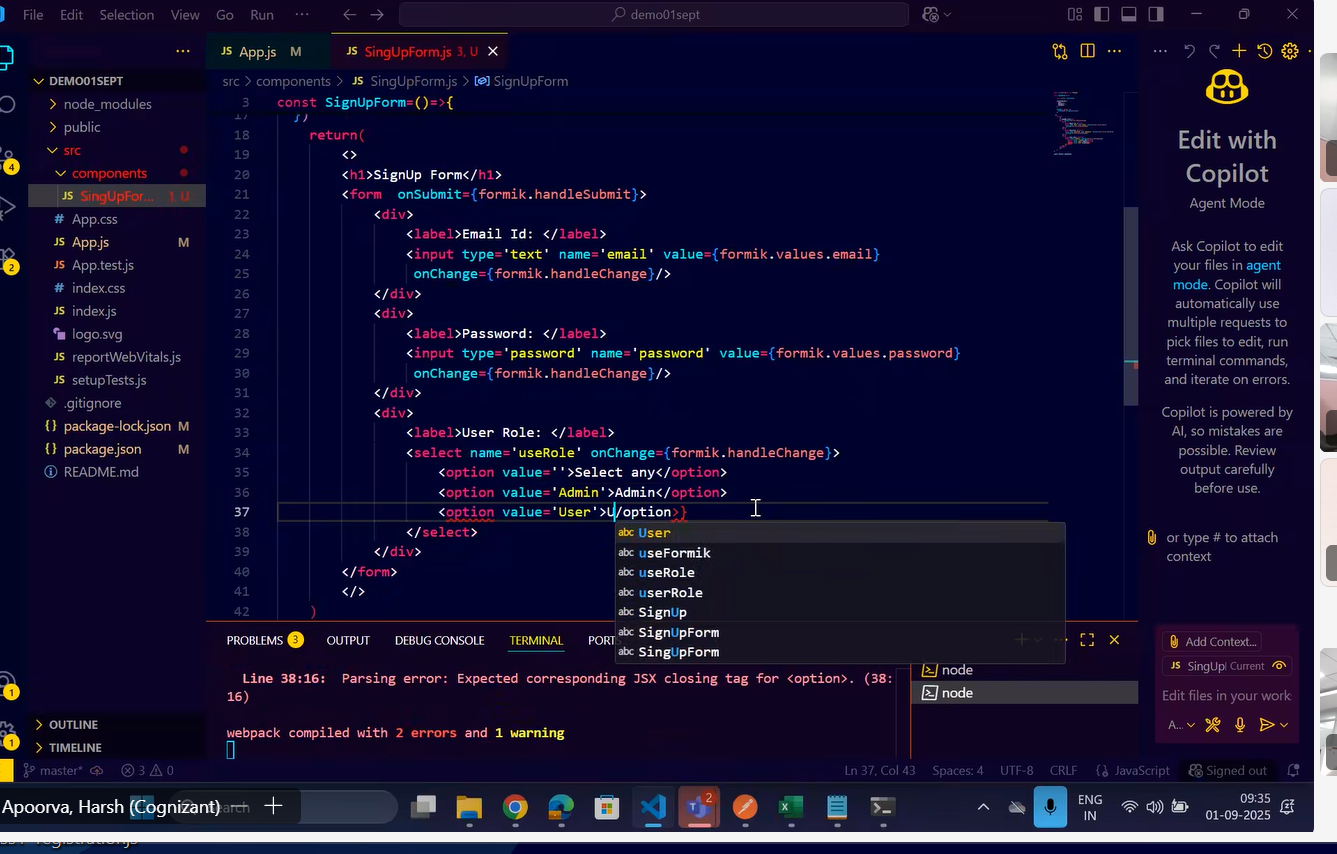 File Edit Selection View Go Run ··· demo01sept
JS App.js M JS SingUpForm.js 3, U
DEMO01SEPT
node_modules
public
src
components
JS SingUpFor... 1, U
# App.css
JS App.js M
JS App.test.js
# index.css
JS index.js
logo.svg
JS reportWebVitals.js
JS setupTests.js
.gitignore
{} package-lock.json M
{} package.json M
README.md
OUTLINE
TIMELINE
4
2
1
1
src > components > JS SingUpForm.js > SignUpForm
3 const SignUpForm=()=>{
17 })
18 return(
19 <>
20 <h1>SignUp Form</h1>
21 <form onSubmit={formik.handleSubmit}>
22 <div>
23 <label>Email Id: </label>
24 <input type='text' name='email' value={formik.values.email}
25 onChange={formik.handleChange}/>
26 </div>
27 <div>
28 <label>Password: </label>
29 <input type='password' name='password' value={formik.values.password}
30 onChange={formik.handleChange}/>
31 </div>
32 <div>
33 <label>User Role: </label>
34 <select name='useRole' onChange={formik.handleChange}>
35 <option value=''>Select any</option>
36 <option value='Admin'>Admin</option>
37 <option value='User'>U/option>}
38 </select>
39 </div>
40 </form>
41 </>
42 )
abc User
abc useFormik
abc useRole
abc userRole
abc SignUp
abc SignUpForm
abc SingUpForm
PROBLEMS 3 OUTPUT DEBUG CONSOLE TERMINAL PORT
Line 38:16: Parsing error: Expected corresponding JSX closing tag for <option>. (38:
16)
webpack compiled with 2 errors and 1 warning
node
node
Edit with
Copilot
Agent Mode
Ask Copilot to edit
your files in agent
mode. Copilot will
automatically use
multiple requests to
pick files to edit, run
terminal commands,
and iterate on errors.
Copilot is powered by
AI, so mistakes are
possible. Review
output carefully
before use.
or type # to attach
context
Add Context...
JS SingUp Current
Edit files in your work
A...
master* 3 0 Ln 37, Col 43 Spaces: 4 UTF-8 CRLF {} JavaScript Signed out
Apoorva, Harsh (Cognizant)
2
ENG
IN
09:35
01-09-2025
registration.js